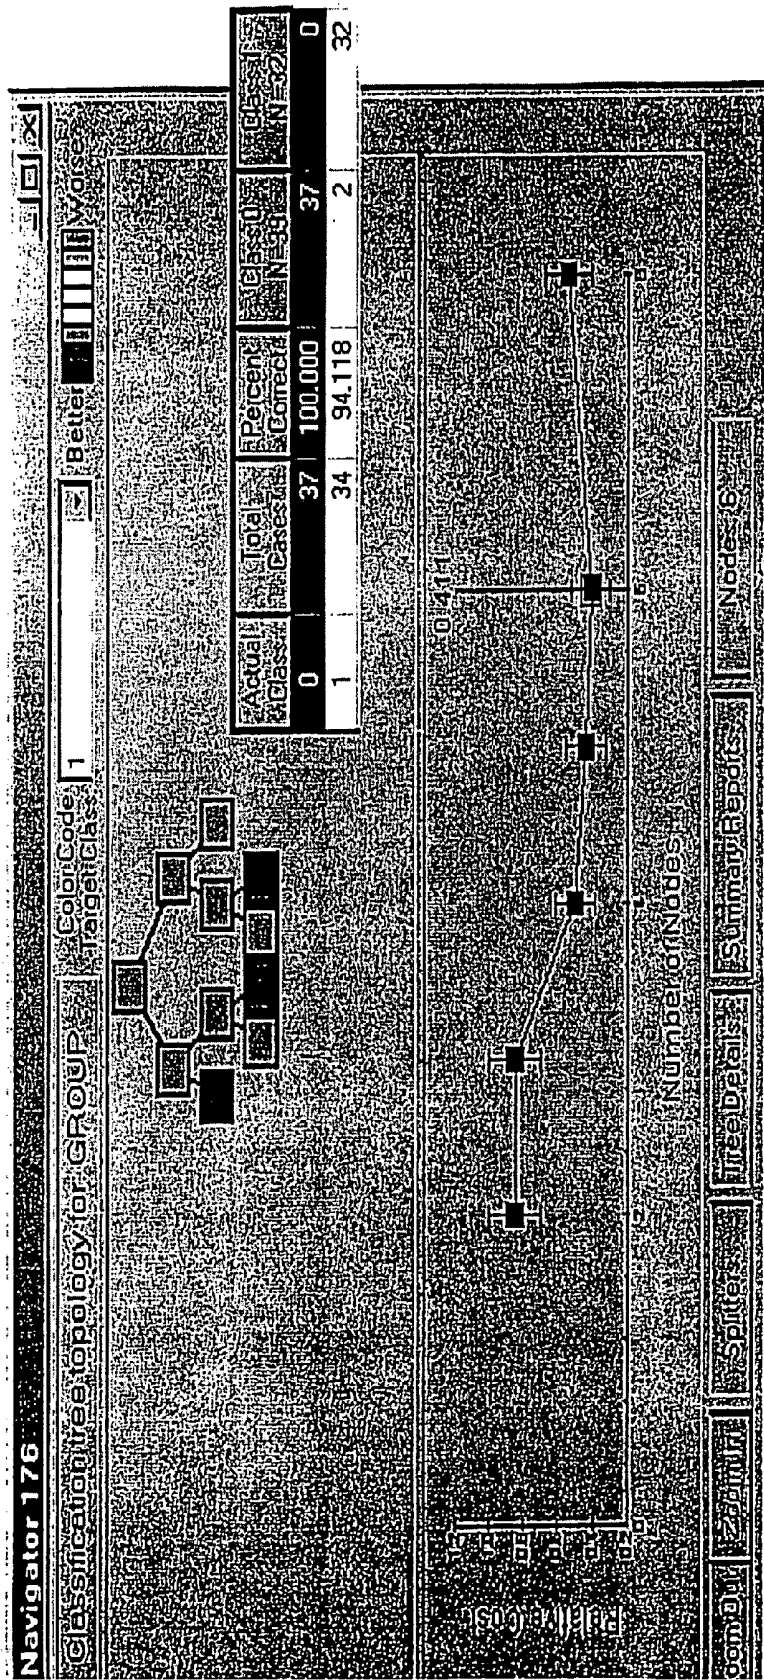 Navigator 176
Classification tree topology for: GROUP
Color Code
Target Class
1
Better
Worse
Actual Class
Total Cases
Percent Correct
Class 0
N=39
Class 1
N=32
0 37 100.000 37 0
1 34 94.118 2 32
0.411
Relative Cost
Number of Nodes
Splitters...
Tree Details...
Summary Reports...
Nodes: 6